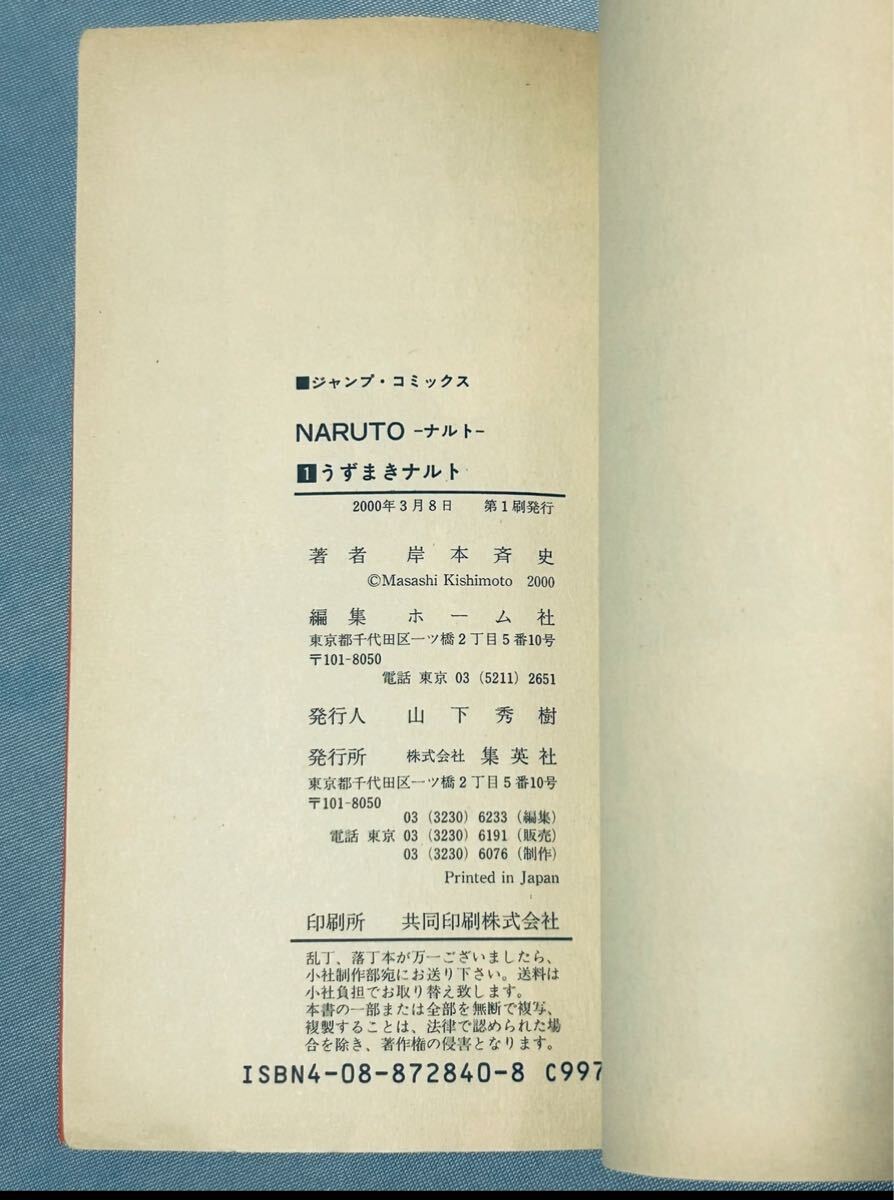 ■ジャンプ・コミックス
NARUTO -ナルト-
1うずまきナルト
2000年3月8日 第1刷発行
著者 岸本斉史
©Masashi Kishimoto 2000
編集 ホーム社
東京都千代田区一ツ橋2丁目5番10号
〒101-8050
電話 東京 03 (5211) 2651
発行人 山下秀樹
発行所 株式会社 集英社
東京都千代田区一ツ橋2丁目5番10号
〒101-8050
03 (3230) 6233 (編集)
電話 東京 03 (3230) 6191 (販売)
03 (3230) 6076 (制作)
Printed in Japan
印刷所 共同印刷株式会社
乱丁、落丁本が万一ございましたら、
小社制作部宛にお送り下さい。送料は
小社負担でお取り替え致します。
本書の一部または全部を無断で複写、
複製することは、法律で認められた場
合を除き、著作権の侵害となります。
ISBN4-08-872840-8 C997